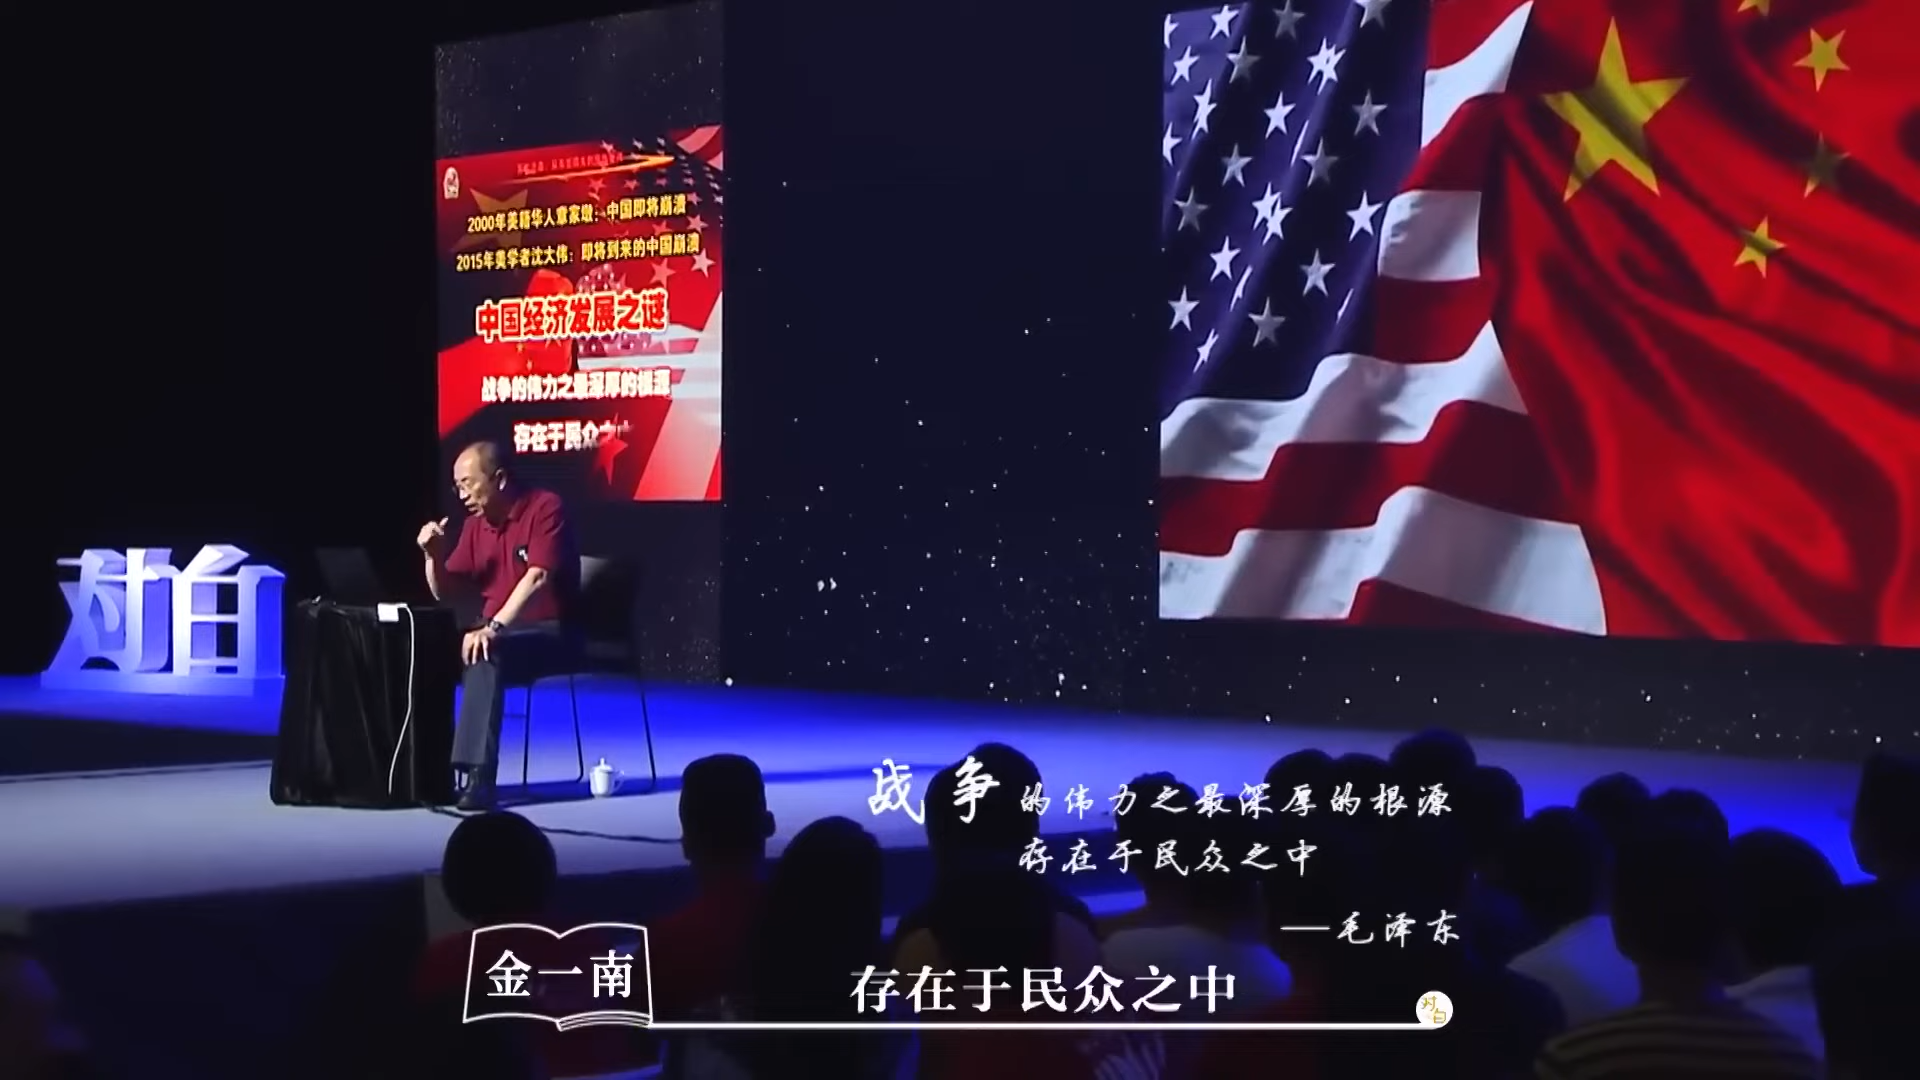 2000年美籍华人章家墩：中国即将崩溃
2015年美学者沈大伟：即将到来的中国崩溃
中国经济发展之谜
战争的伟力之最深厚的根源
存在于民众之中
对白
战争的伟力之最深厚的根源
存在于民众之中
—毛泽东
金一南
存在于民众之中
对白